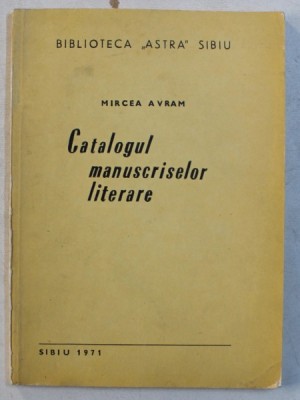 BIBLIOTECA „ASTRA" SIBIU
MIRCEA AVRAM
Catalogul
manuscriselor
literare
SIBIU 1971